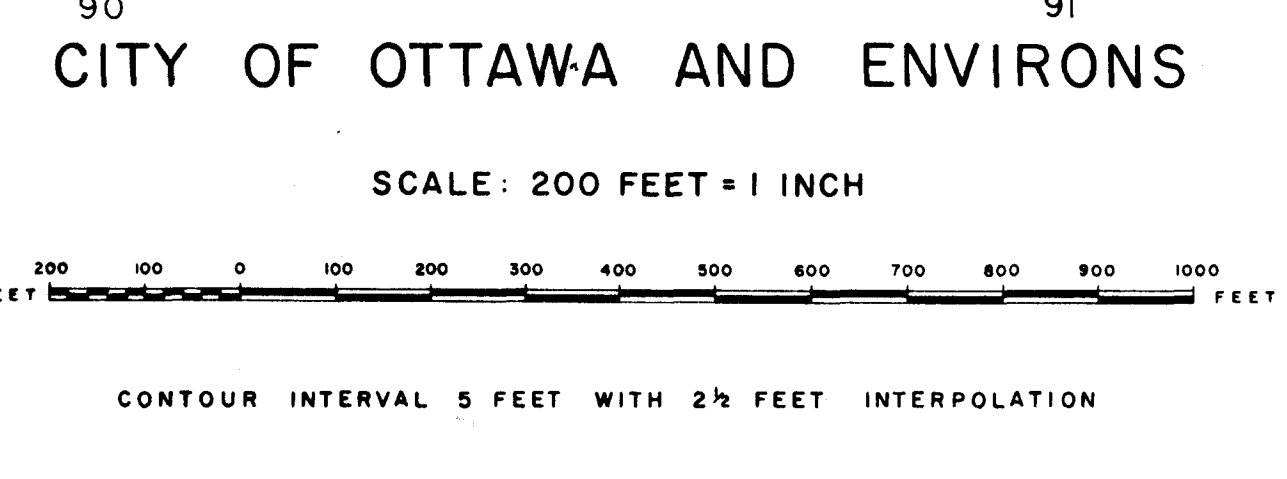 90 91
CITY OF OTTAWA AND ENVIRONS
SCALE: 200 FEET = 1 INCH
200 100 0 100 200 300 400 500 600 700 800 900 1000
EET FEET
CONTOUR INTERVAL 5 FEET WITH 2½ FEET INTERPOLATION